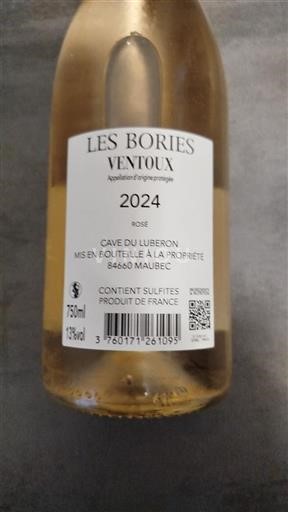 LES BORIES
VENTOUX
Appellation d'origine protégée
2024
ROSÉ
CAVE DU LUBERON
MIS EN BOUTEILLE À LA PROPRIÉTÉ
84660 MAUBEC
CONTIENT SULFITES
PRODUIT DE FRANCE
750ml
13%vol
3 760171 261095